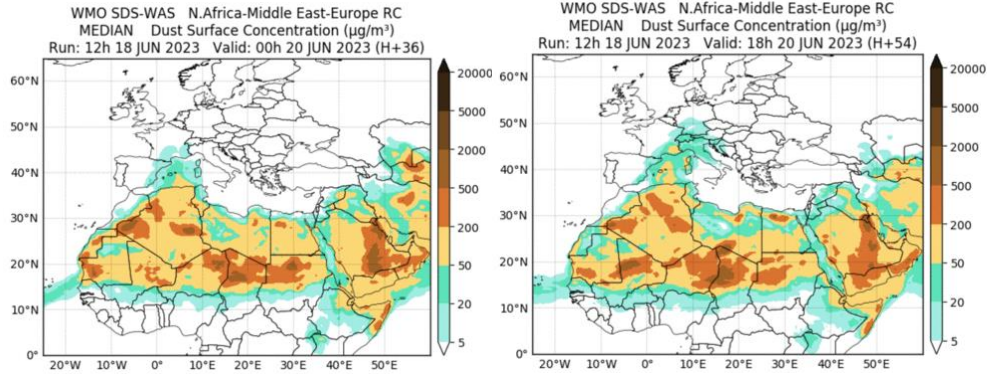 WMO SDS-WAS N.Africa-Middle East-Europe RC
MEDIAN Dust Surface Concentration (µg/m³)
Run: 12h 18 JUN 2023 Valid: 00h 20 JUN 2023 (H+36)
60°N
50°N
40°N
30°N
20°N
10°N
0°
20°W 10°W 0° 10°E 20°E 30°E 40°E 50°E
20000
5000
2000
500
200
50
20
5
WMO SDS-WAS N.Africa-Middle East-Europe RC
MEDIAN Dust Surface Concentration (µg/m³)
Run: 12h 18 JUN 2023 Valid: 18h 20 JUN 2023 (H+54)
60°N
50°N
40°N
30°N
20°N
10°N
0°
20°W 10°W 0° 10°E 20°E 30°E 40°E 50°E
20000
5000
2000
500
200
50
20
5